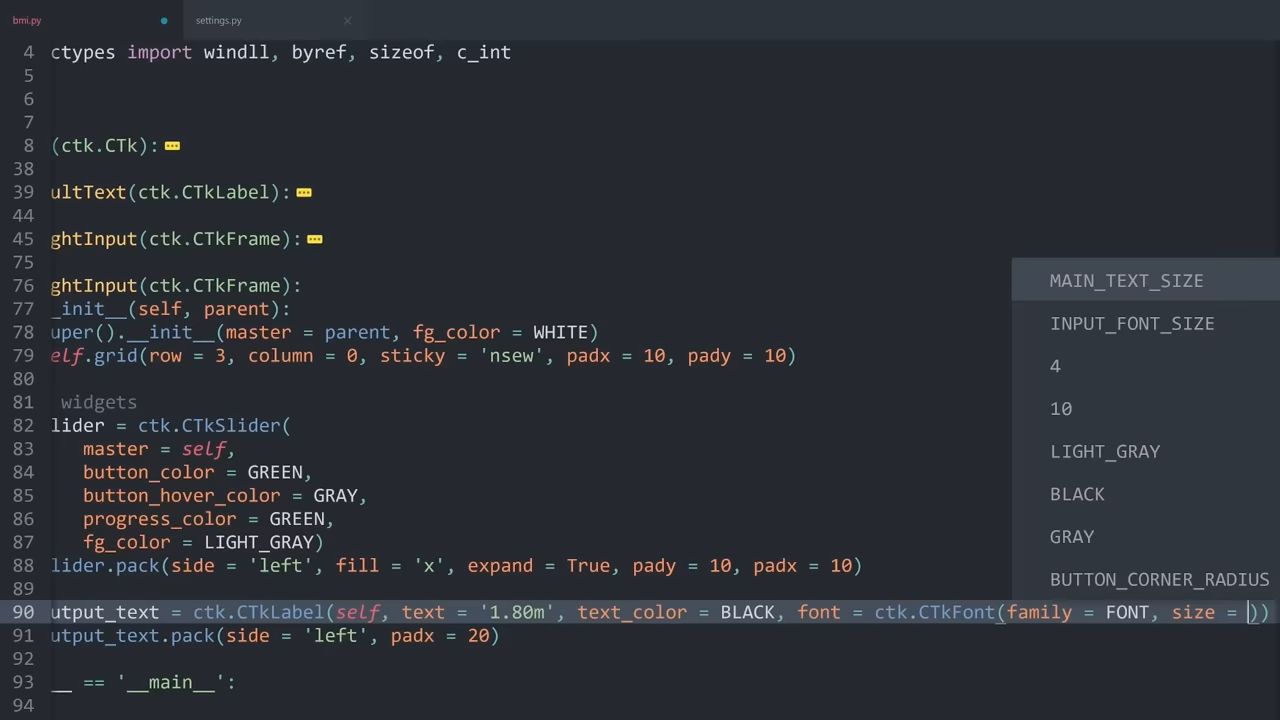 bmi.py settings.py
4 ctypes import windll, byref, sizeof, c_int
5
6
7
8 (ctk.CTk):
38
39 ultText(ctk.CTkLabel):
44
45 ghtInput(ctk.CTkFrame):
75
76 ghtInput(ctk.CTkFrame):
77 _init__(self, parent):
78 uper().__init__(master = parent, fg_color = WHITE)
79 elf.grid(row = 3, column = 0, sticky = 'nsew', padx = 10, pady = 10)
80
81 widgets
82 lider = ctk.CTkSlider(
83 master = self,
84 button_color = GREEN,
85 button_hover_color = GRAY,
86 progress_color = GREEN,
87 fg_color = LIGHT_GRAY)
88 lider.pack(side = 'left', fill = 'x', expand = True, pady = 10, padx = 10)
89
90 utput_text = ctk.CTkLabel(self, text = '1.80m', text_color = BLACK, font = ctk.CTkFont(family = FONT, size = ))
91 utput_text.pack(side = 'left', padx = 20)
92
93 __ == '__main__':
94
MAIN_TEXT_SIZE
INPUT_FONT_SIZE
4
10
LIGHT_GRAY
BLACK
GRAY
BUTTON_CORNER_RADIUS